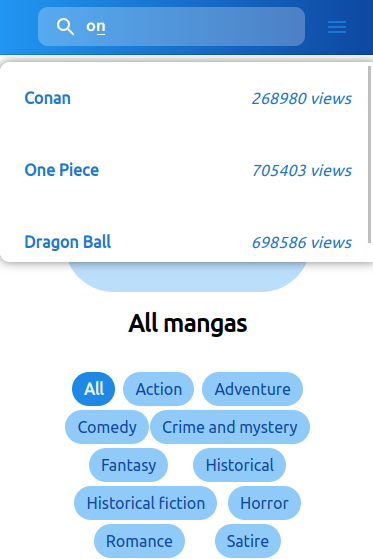 on
Conan 268980 views
One Piece 705403 views
Dragon Ball 698586 views
All mangas
All Action Adventure
Comedy Crime and mystery
Fantasy Historical
Historical fiction Horror
Romance Satire